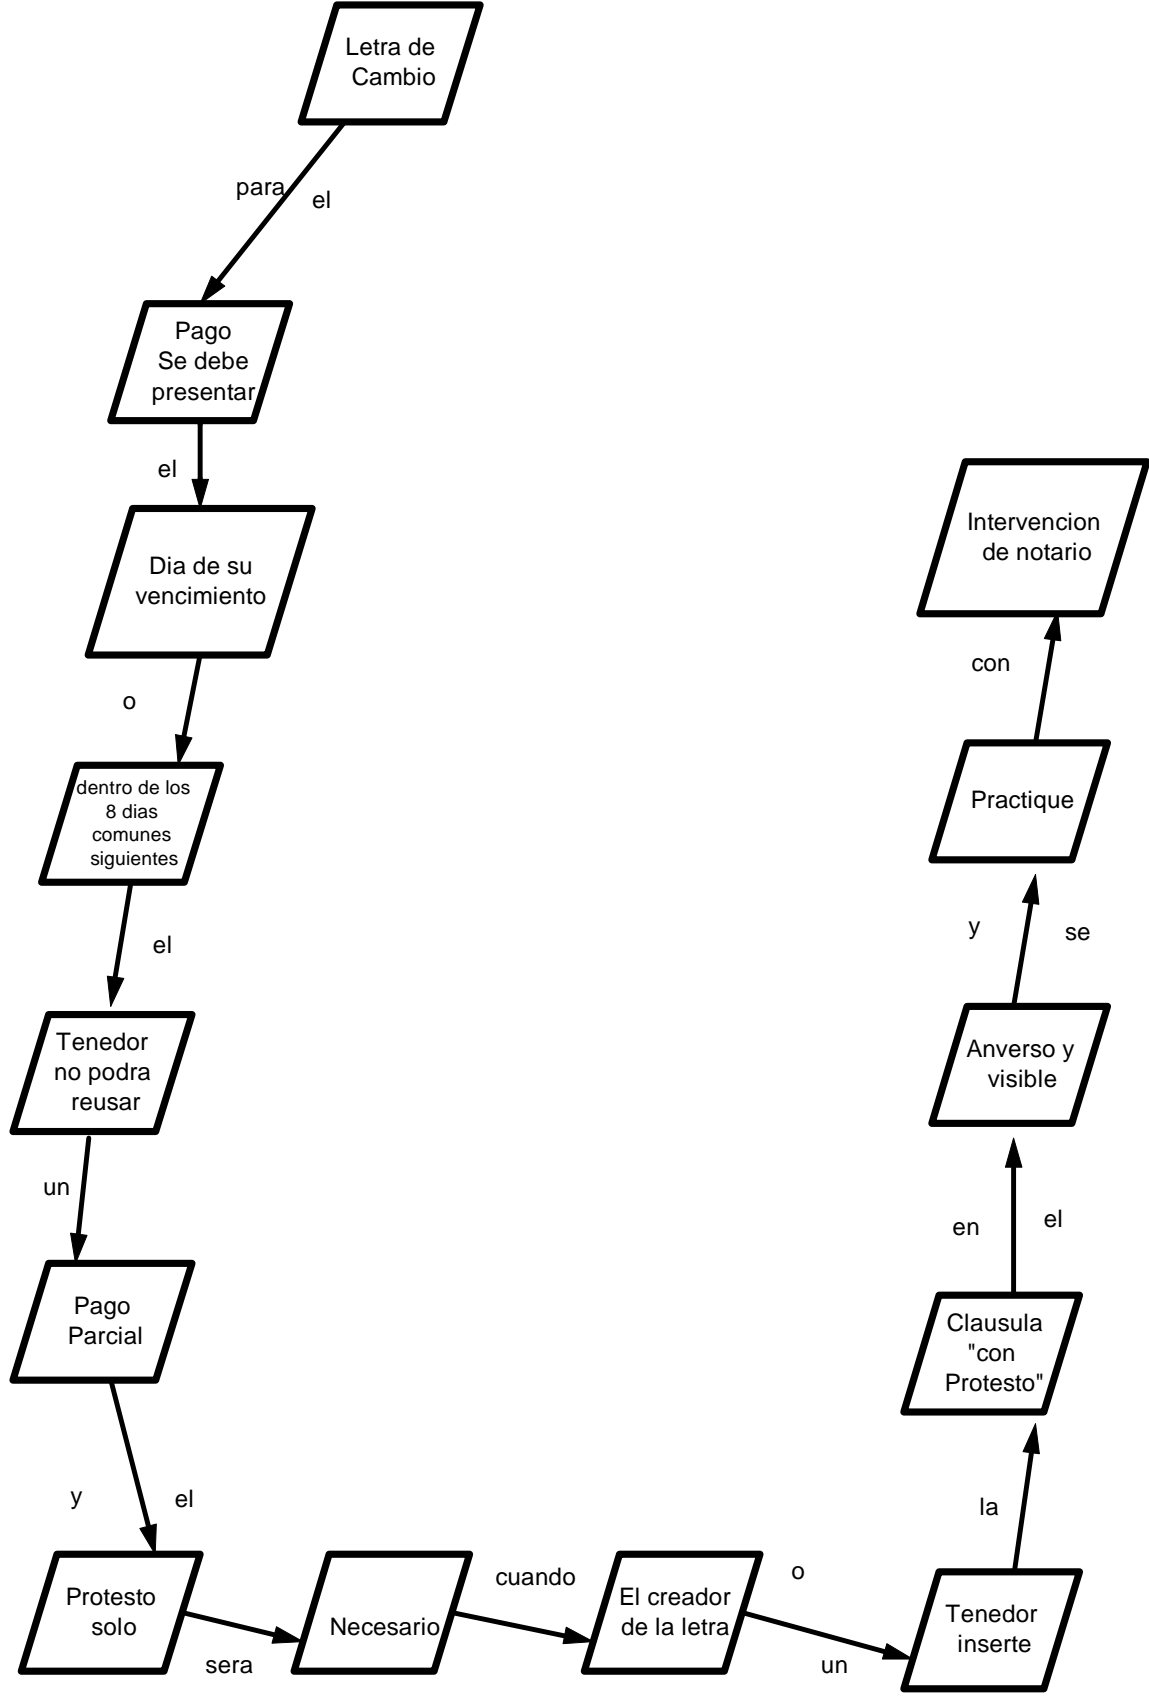 Letra de
Cambio
para
el
Pago
Se debe
presentar
el
Dia de su
vencimiento
o
dentro de los
8 dias
comunes
siguientes
el
Tenedor
no podra
reusar
un
Pago
Parcial
y
el
Protesto
solo
sera
Necesario
cuando
El creador
de la letra
o
un
Tenedor
inserte
la
Clausula
"con
Protesto"
en
el
Anverso y
visible
y
se
Practique
con
Intervencion
de notario